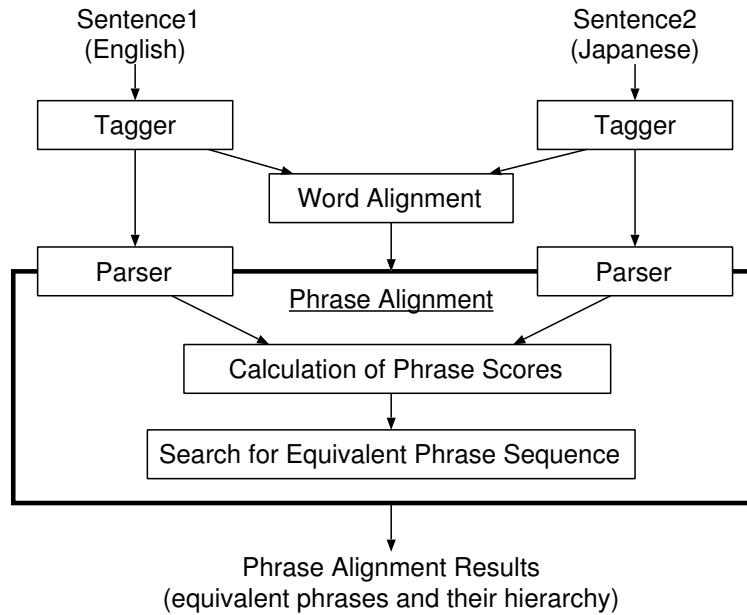 Sentence1
(English)
Sentence2
(Japanese)
Tagger
Tagger
Word Alignment
Parser
Parser
Phrase Alignment
Calculation of Phrase Scores
Search for Equivalent Phrase Sequence
Phrase Alignment Results
(equivalent phrases and their hierarchy)